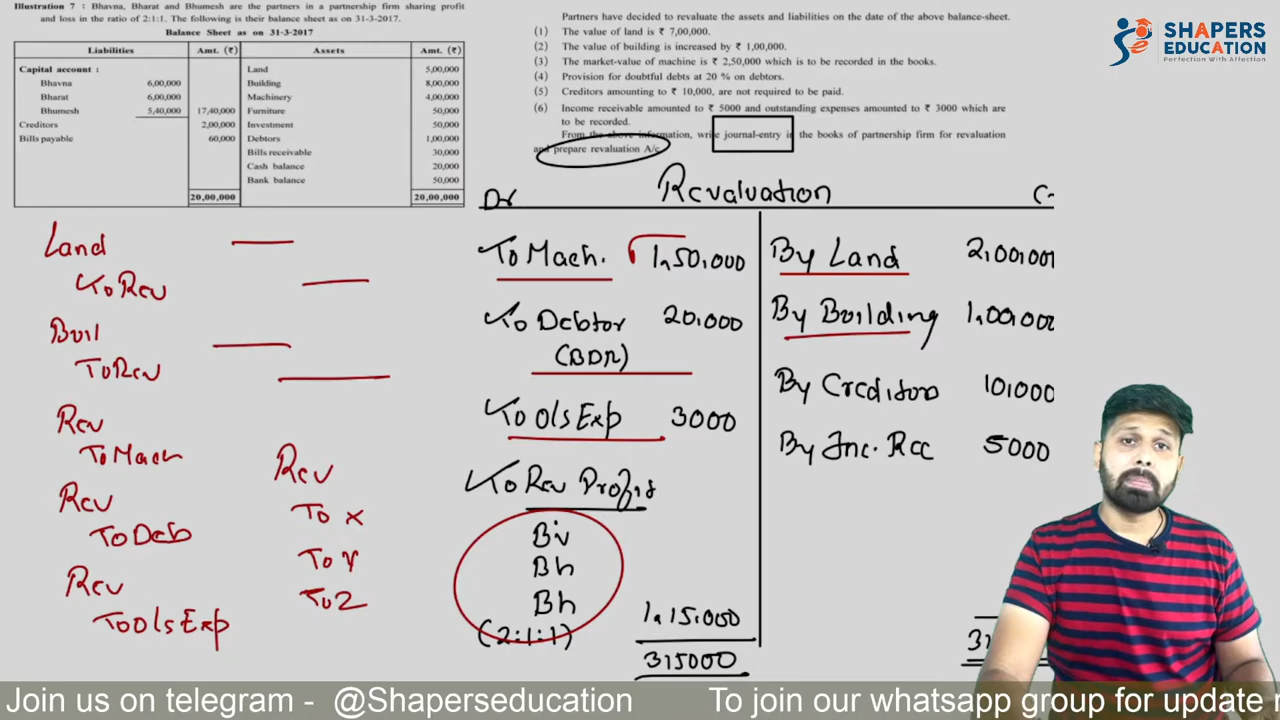 Illustration 7 : Bhavna, Bharat and Bhumesh are the partners in a partnership firm sharing profit
and loss in the ratio of 2:1:1. The following is their balance sheet as on 31-3-2017.
Balance Sheet as on 31-3-2017
Liabilities Amt. (₹) Assets Amt. (₹)
Capital account : Land 5,00,000
Bhavna 6,00,000 Building 8,00,000
Bharat 6,00,000 Machinery 4,00,000
Bhumesh 5,40,000 17,40,000 Furniture 50,000
Creditors 2,00,000 Investment 50,000
Bills payable 60,000 Debtors 1,00,000
Bills receivable 30,000
Cash balance 20,000
Bank balance 50,000
20,00,000 20,00,000
Partners have decided to revaluate the assets and liabilities on the date of the above balance-sheet.
(1) The value of land is ₹ 7,00,000.
(2) The value of building is increased by ₹ 1,00,000.
(3) The market-value of machine is ₹ 2,50,000 which is to be recorded in the books.
(4) Provision for doubtful debts at 20 % on debtors.
(5) Creditors amounting to ₹ 10,000, are not required to be paid.
(6) Income receivable amounted to ₹ 5000 and outstanding expenses amounted to ₹ 3000 which are
to be recorded.
From the above information, write journal-entry in the books of partnership firm for revaluation
and prepare revaluation A/c.
SHAPERS
EDUCATION
Perfection With Affection
Land
To Rev
Buil
To Rev
Rev
To Mach
Rev
To Deb
Rev
To O/s Exp
Rev
To X
To Y
To Z
Dr Revaluation
To Mach. 1,50,000 By Land 2,00,000
To Debtor 20,000 By Building 1,00,000
(BDR)
By Creditors 10,000
To O/s Exp 3000
By Inc. Rec 5000
To Rev Profit
Bv
Bh
Bh
1,15,000
(2:1:1)
315000
Join us on telegram - @Shaperseducation To join our whatsapp group for update